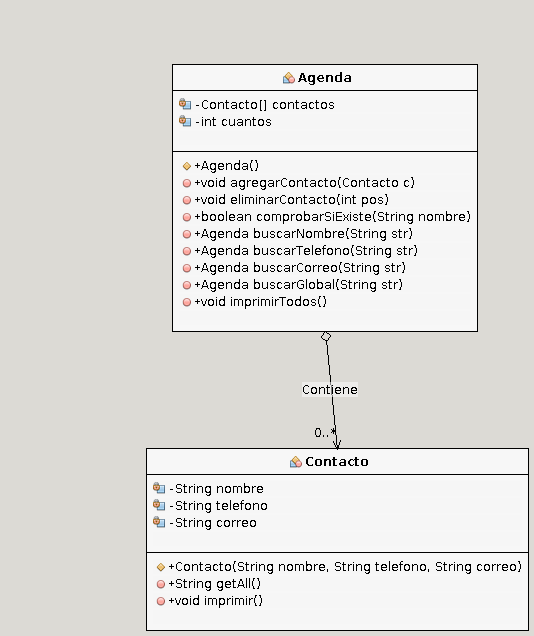 Agenda
-Contacto[] contactos
-int cuantos
+Agenda()
+void agregarContacto(Contacto c)
+void eliminarContacto(int pos)
+boolean comprobarSiExiste(String nombre)
+Agenda buscarNombre(String str)
+Agenda buscarTelefono(String str)
+Agenda buscarCorreo(String str)
+Agenda buscarGlobal(String str)
+void imprimirTodos()
Contiene
0..*
Contacto
-String nombre
-String telefono
-String correo
+Contacto(String nombre, String telefono, String correo)
+String getAll()
+void imprimir()